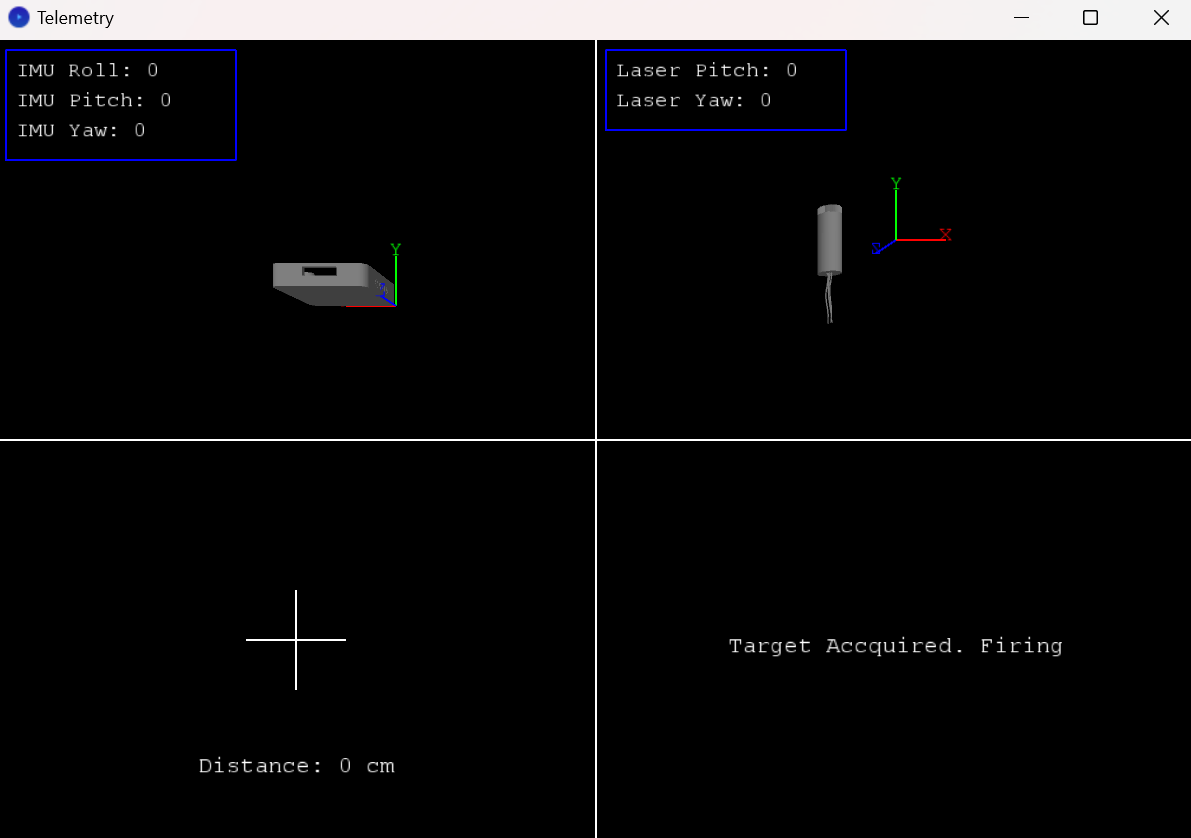 Telemetry
IMU Roll: 0
IMU Pitch: 0
IMU Yaw: 0
Y
Laser Pitch: 0
Laser Yaw: 0
Y
X
Z
Distance: 0 cm
Target Accquired. Firing